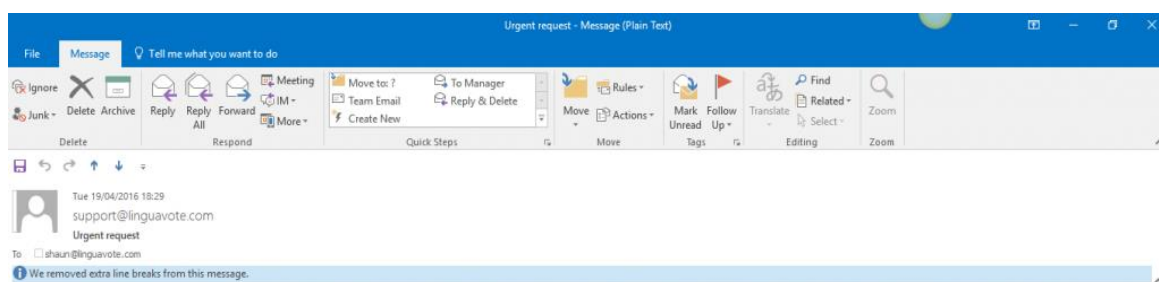 Urgent request - Message (Plain Text)
File Message Tell me what you want to do
Ignore
Junk
Delete
Archive
Reply
Reply All
Forward
Meeting
IM
More
Move to: ?
Team Email
Create New
To Manager
Reply & Delete
Move
Rules
Actions
Mark Unread
Follow Up
Translate
Find
Related
Select
Zoom
Delete Respond Quick Steps Move Tags Editing Zoom
Tue 19/04/2016 18:29
support@linguavote.com
Urgent request
To shaun@linguavote.com
We removed extra line breaks from this message.